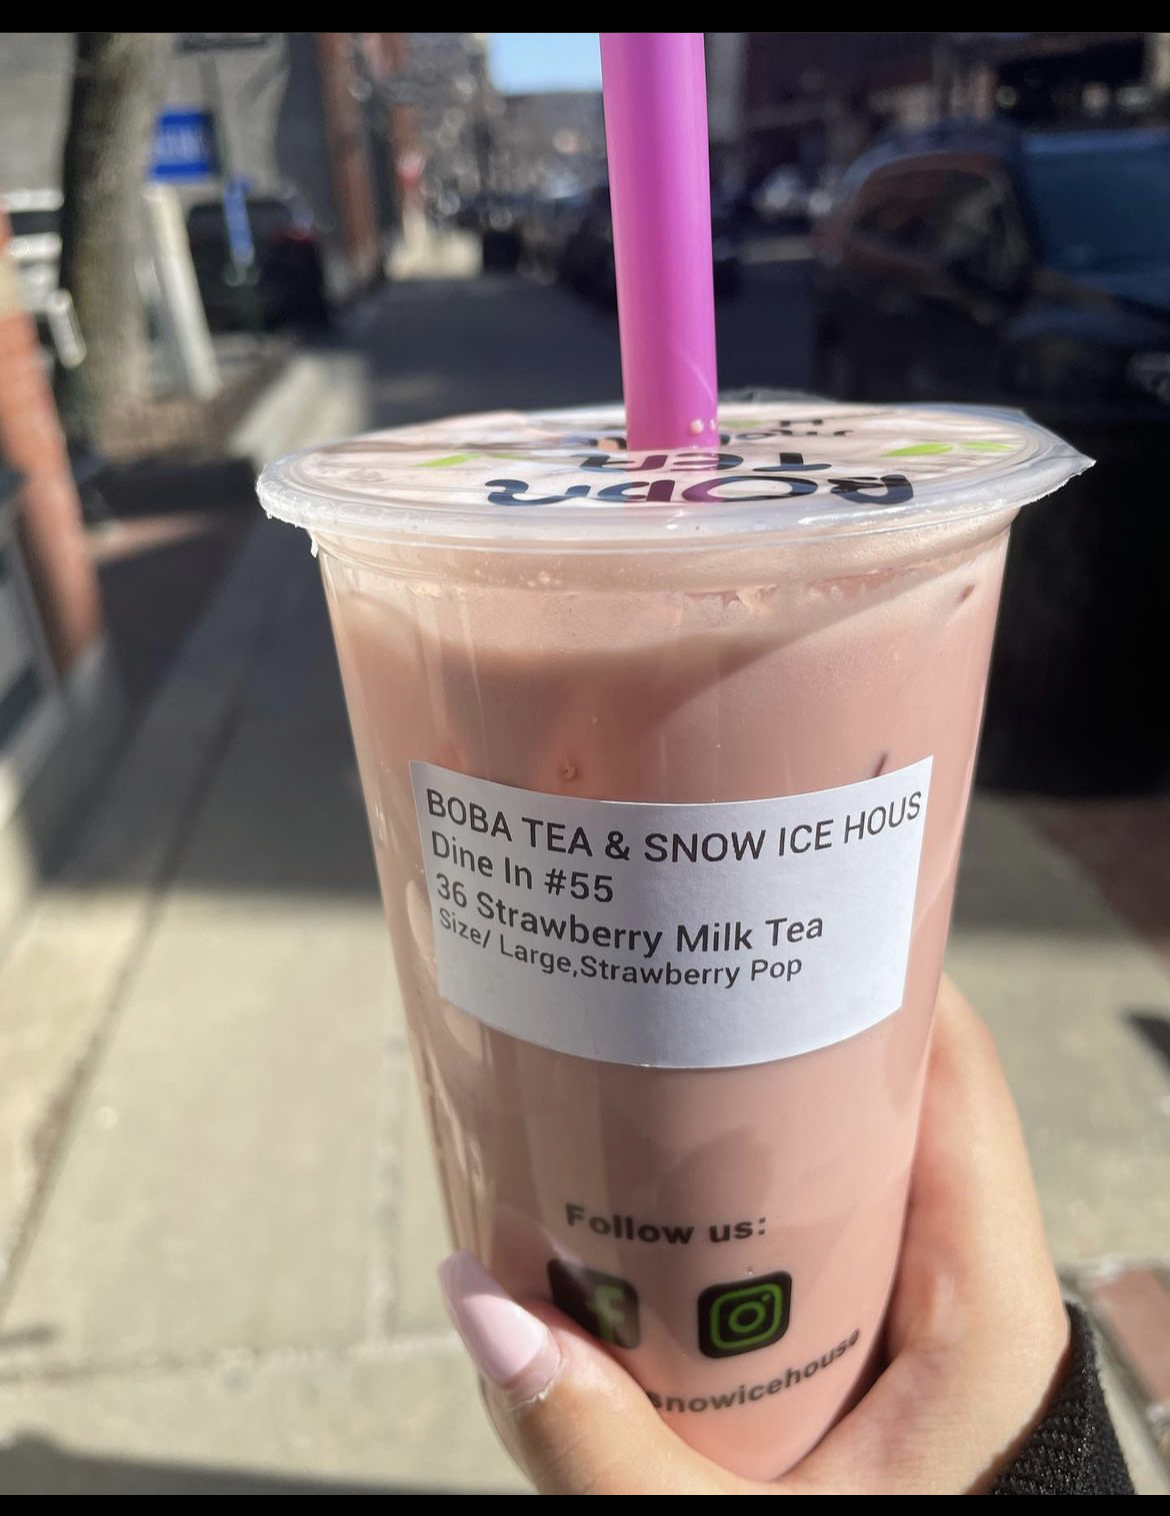 BOBA
TEA
BOBA TEA & SNOW ICE HOUS
Dine In #55
36 Strawberry Milk Tea
Size/ Large,Strawberry Pop
Follow us:
snowicehouse